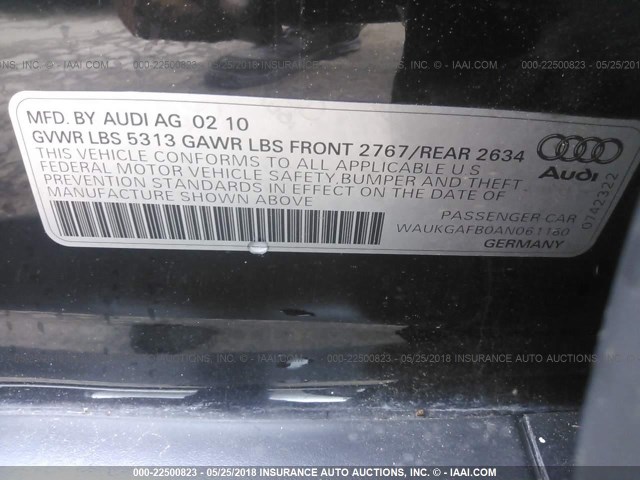 MFD. BY AUDI AG 02 10
GVWR LBS 5313 GAWR LBS FRONT 2767/REAR 2634
THIS VEHICLE CONFORMS TO ALL APPLICABLE U.S
FEDERAL MOTOR VEHICLE SAFETY,BUMPER AND THEFT
PREVENTION STANDARDS IN EFFECT ON THE DATE OF
MANUFACTURE SHOWN ABOVE
Audi
0742322
PASSENGER CAR
WAUKGAFB0AN061160
GERMANY
000-22500823 - 05/25/2018 INSURANCE AUTO AUCTIONS, INC. - IAAI.COM